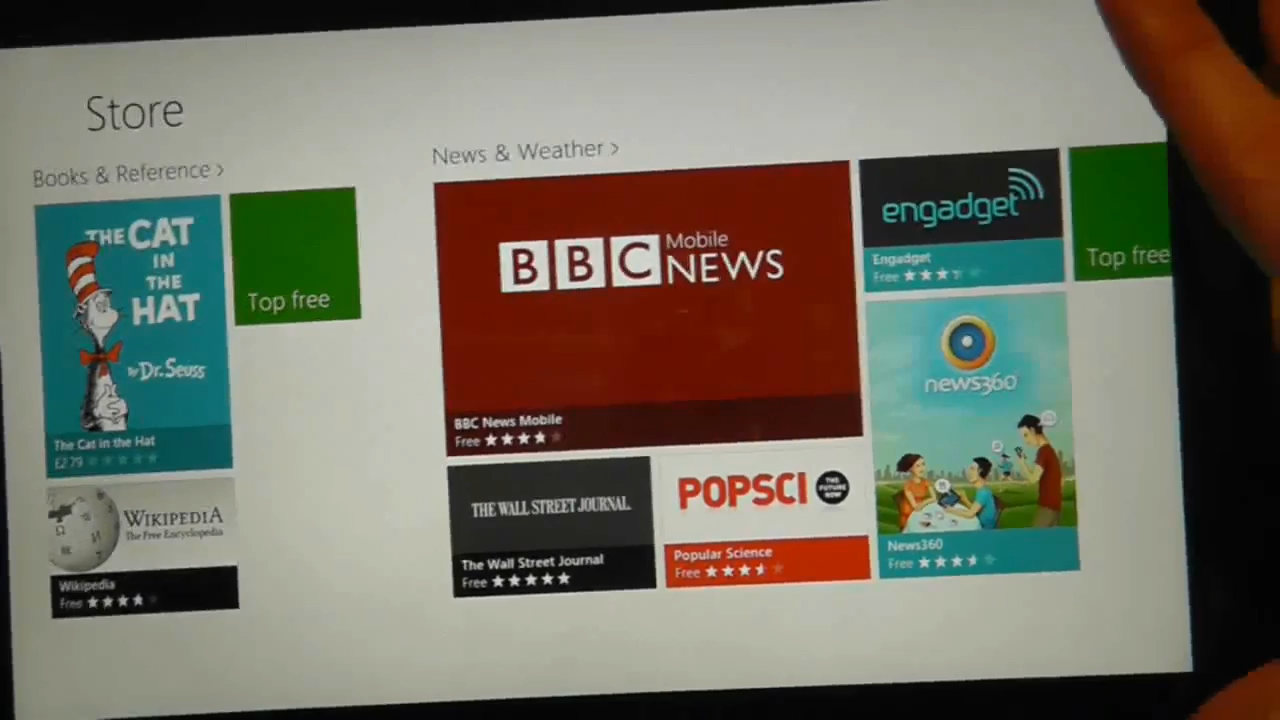 Store
Books & Reference >
THE CAT
IN
THE
HAT
By Dr. Seuss
The Cat in the Hat
£2.79
Top free
WIKIPEDIA
The Free Encyclopedia
Wikipedia
Free
News & Weather >
BBC Mobile
NEWS
BBC News Mobile
Free
THE WALL STREET JOURNAL.
The Wall Street Journal
Free
POPSCI
THE
FUTURE
NOW
Popular Science
Free
engadget
Engadget
Free
news360
News360
Free
Top free